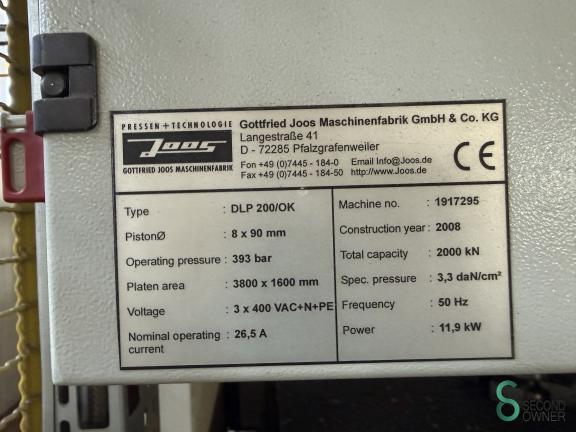 PRESSEN + TECHNOLOGIE
Joos
GOTTFRIED JOOS MASCHINENFABRIK
Gottfried Joos Maschinenfabrik GmbH & Co. KG
Langestraße 41
D - 72285 Pfalzgrafenweiler
Fon +49 (0)7445 - 184-0 Email Info@Joos.de
Fax +49 (0)7445 - 184-50 http://www.Joos.de
CE
Type : DLP 200/OK
PistonØ : 8 x 90 mm
Operating pressure : 393 bar
Platen area : 3800 x 1600 mm
Voltage : 3 x 400 VAC+N+PE
Nominal operating : 26,5 A
current
Machine no. : 1917295
Construction year : 2008
Total capacity : 2000 kN
Spec. pressure : 3,3 daN/cm²
Frequency : 50 Hz
Power : 11,9 kW
SECOND
OWNER